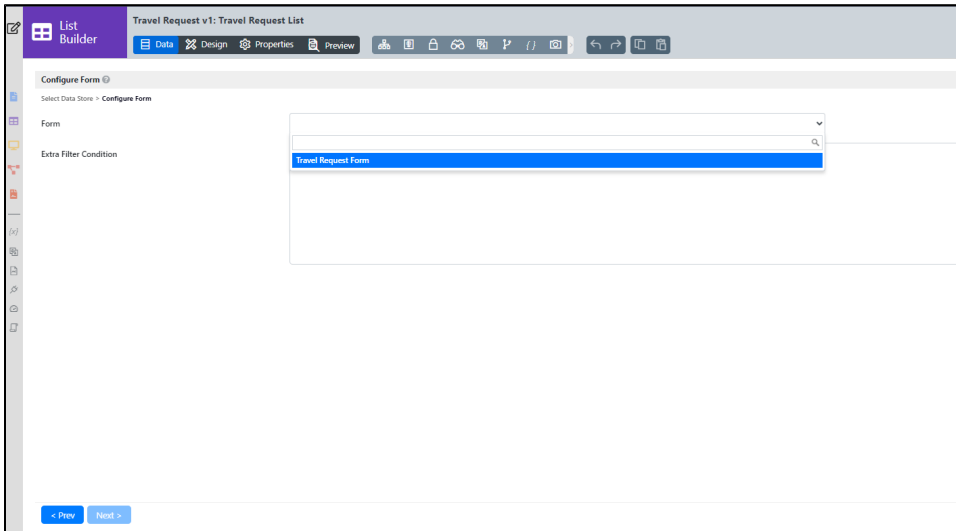 List
Builder
Travel Request v1: Travel Request List
Data Design Properties Preview
Configure Form
Select Data Store > Configure Form
Form
Travel Request Form
Extra Filter Condition
< Prev Next >